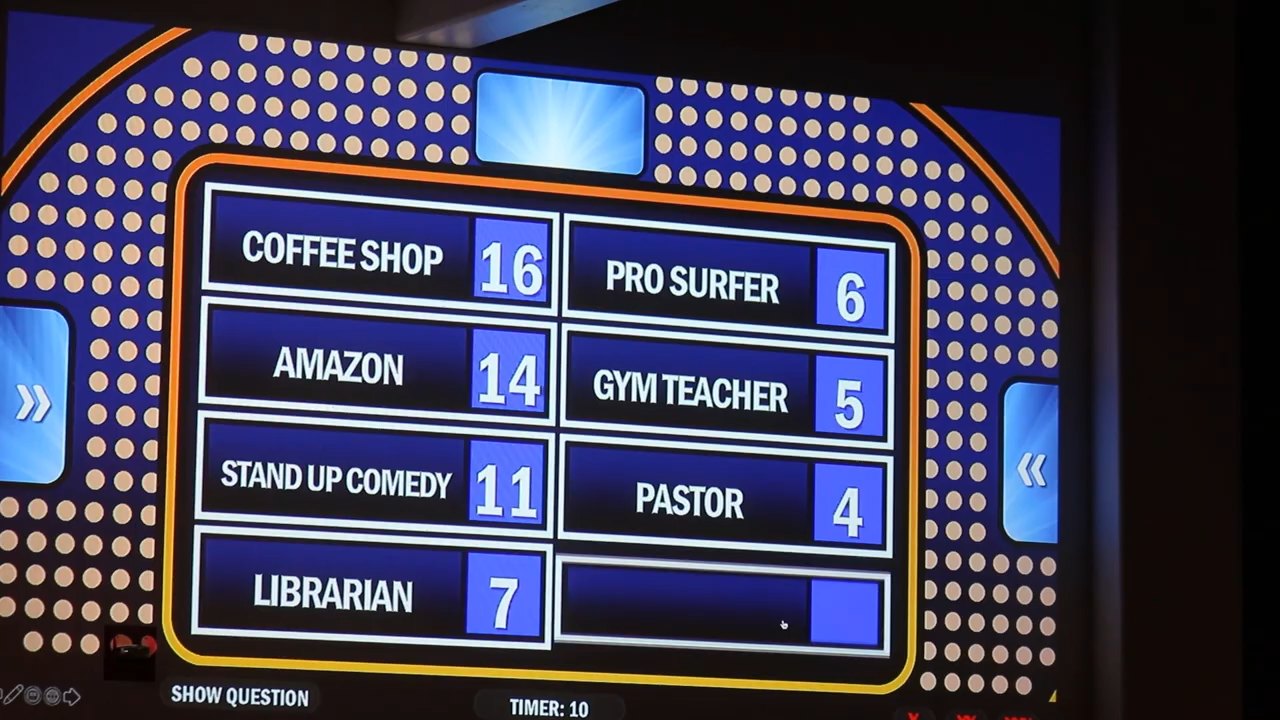 COFFEE SHOP 16
AMAZON 14
STAND UP COMEDY 11
LIBRARIAN 7
PRO SURFER 6
GYM TEACHER 5
PASTOR 4
SHOW QUESTION
TIMER: 10